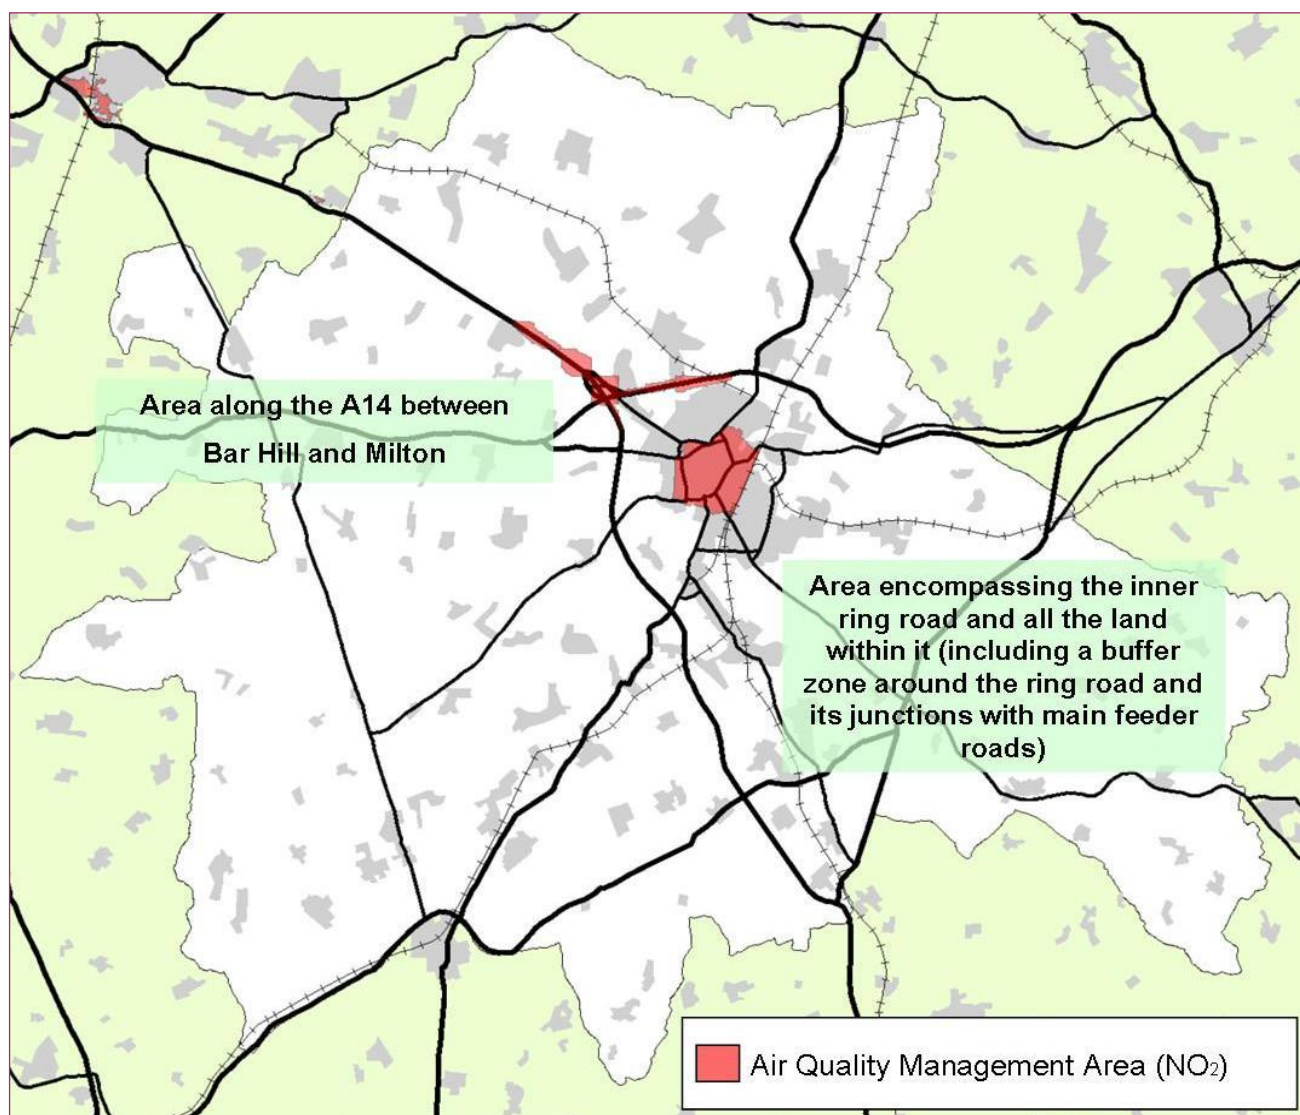 Area along the A14 between
Bar Hill and Milton
Area encompassing the inner
ring road and all the land
within it (including a buffer
zone around the ring road and
its junctions with main feeder
roads)
Air Quality Management Area (NO₂)